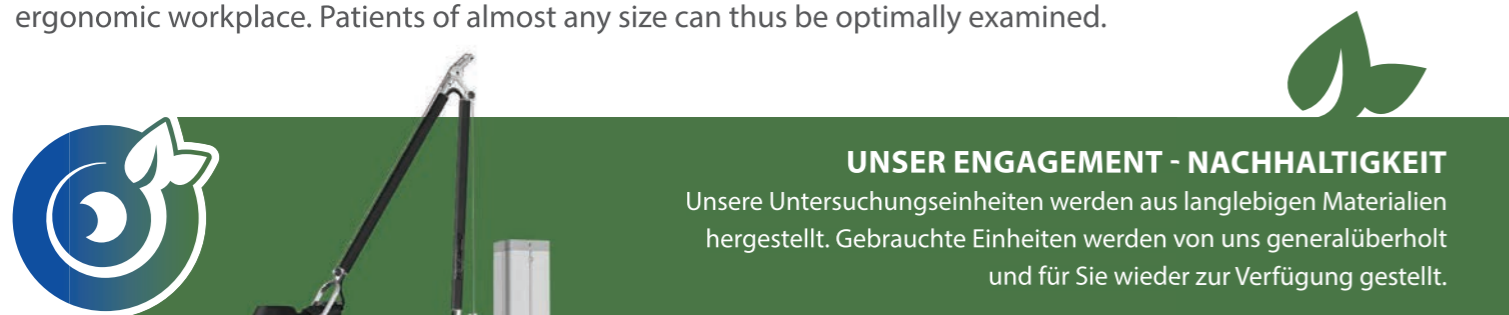 ergonomic workplace. Patients of almost any size can thus be optimally examined.
UNSER ENGAGEMENT - NACHHALTIGKEIT
Unsere Untersuchungseinheiten werden aus langlebigen Materialien
hergestellt. Gebrauchte Einheiten werden von uns generalüberholt
und für Sie wieder zur Verfügung gestellt.